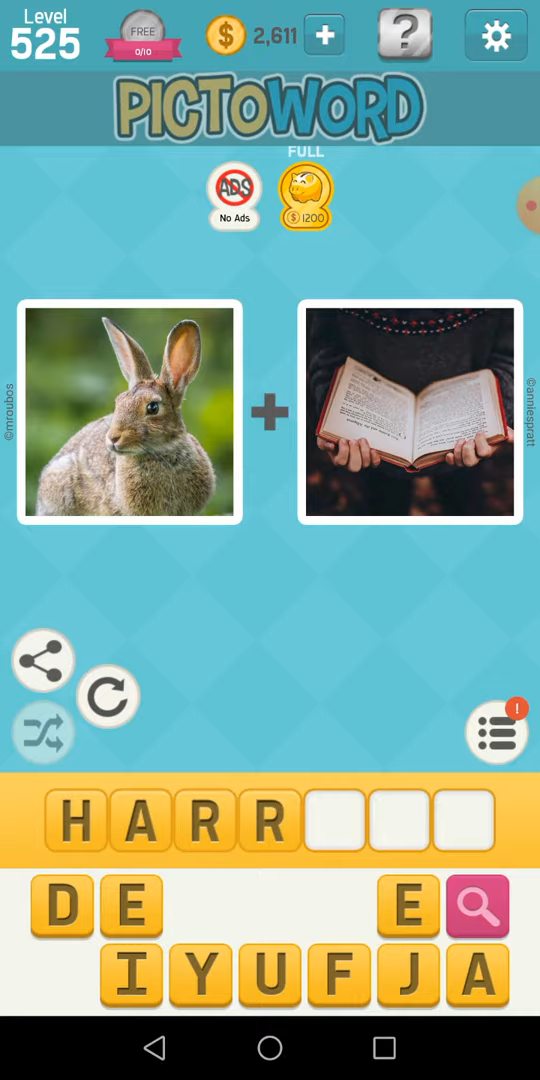 Level
525
FREE
0/10
$
2,611
+
?
PICTOWORD
FULL
ADS
No Ads
$ 1200
©mroubos
©anniespratt
!
H A R R
D E E
I Y U F J A